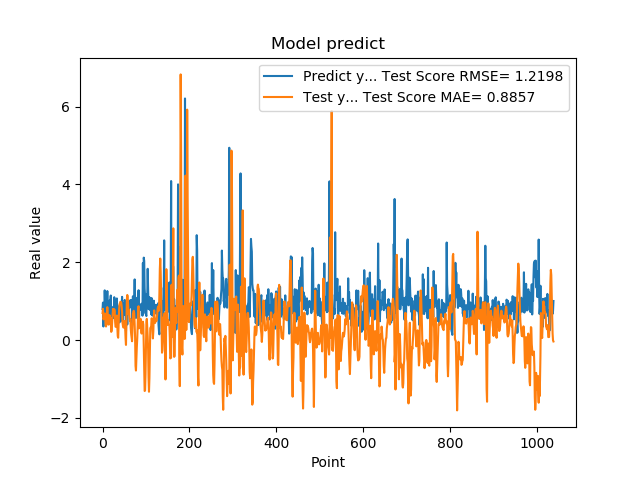 Model predict
Predict y... Test Score RMSE= 1.2198
Test y... Test Score MAE= 0.8857
Real value
6
4
2
0
−2
0 200 400 600 800 1000
Point